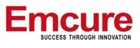 Emcure
SUCCESS THROUGH INNOVATION